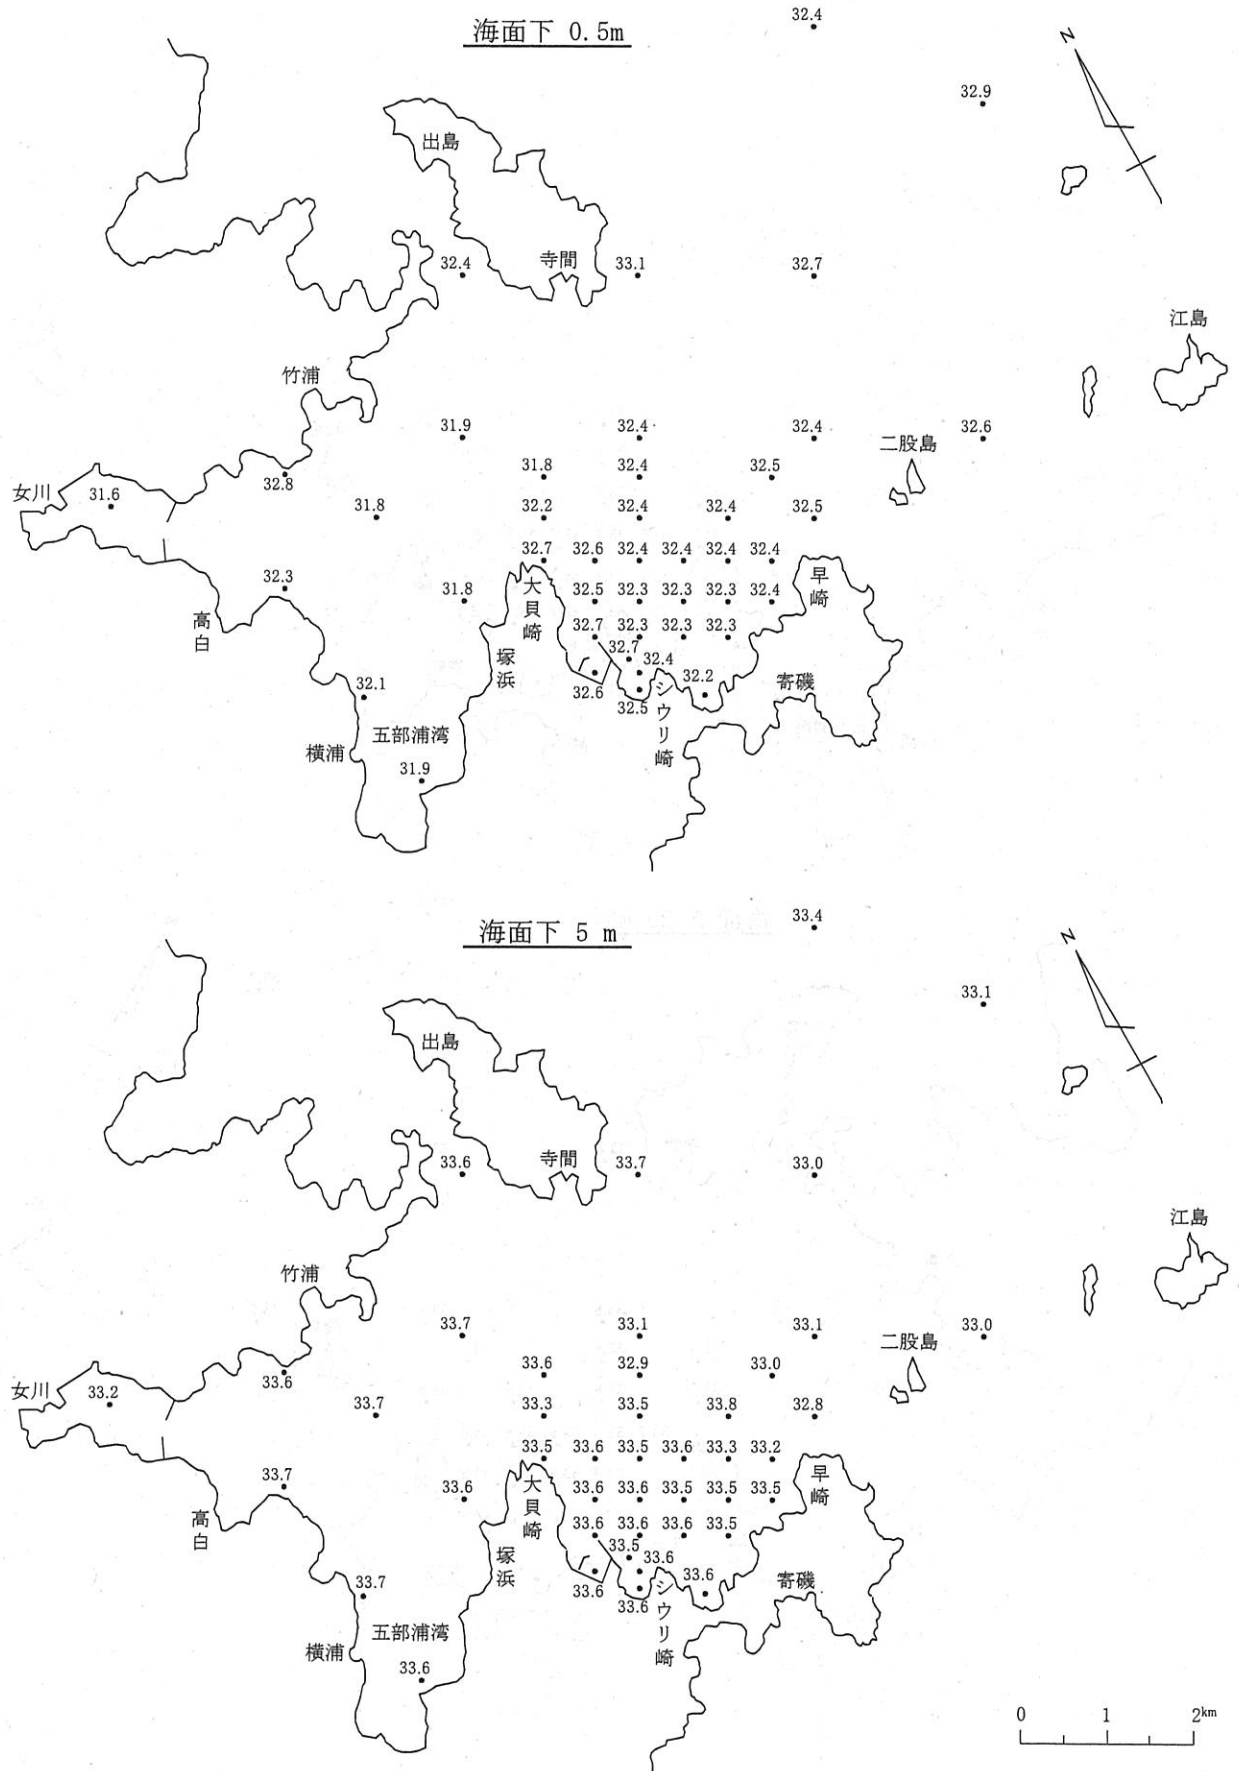 海面下 0.5m
32.4
N
32.9
出島
32.4
寺間
33.1
32.7
江島
竹浦
31.9
32.4
32.4
32.6
二股島
31.8
32.4
32.5
女川
31.6
32.8
31.8
32.2
32.4
32.4
32.5
32.7
32.6
32.4
32.4
32.4
32.4
早崎
32.3
31.8
大貝崎
32.5
32.3
32.3
32.3
32.4
高白
32.7
32.3
32.3
32.3
塚浜
32.7
32.4
32.6
32.5
シウリ崎
32.2
寄磯
32.1
五部浦湾
横浦
31.9
海面下 5 m
33.4
N
33.1
出島
33.6
寺間
33.7
33.0
江島
竹浦
33.7
33.1
33.1
33.0
二股島
33.6
32.9
33.0
女川
33.2
33.6
33.7
33.3
33.5
33.8
32.8
33.5
33.6
33.5
33.6
33.3
33.2
早崎
33.7
33.6
大貝崎
33.6
33.6
33.5
33.5
33.5
高白
33.6
33.6
33.6
33.5
塚浜
33.5
33.6
33.6
33.6
シウリ崎
33.6
寄磯
33.7
五部浦湾
横浦
33.6
0 1 2km